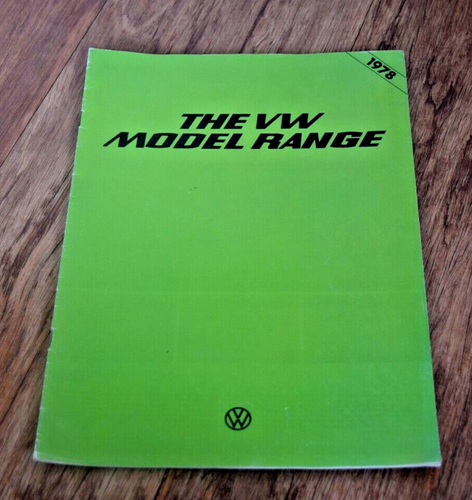 1978
THE VW
MODEL RANGE
VW